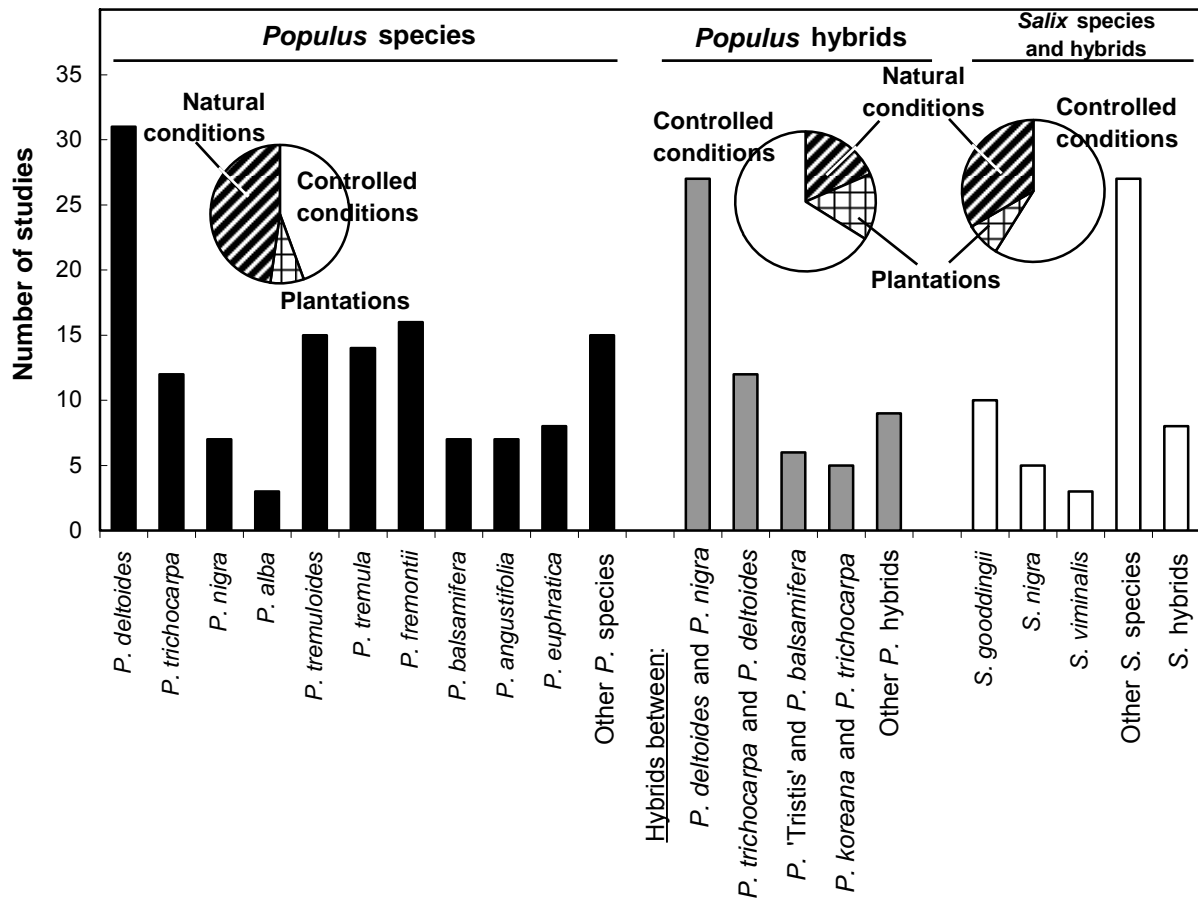 Populus species
Populus hybrids
Salix species
and hybrids
Number of studies
35
30
25
20
15
10
5
0
Natural
conditions
Controlled
conditions
Plantations
Controlled
conditions
Natural
conditions
Controlled
conditions
Plantations
P. deltoides
P. trichocarpa
P. nigra
P. alba
P. tremuloides
P. tremula
P. fremontii
P. balsamifera
P. angustifolia
P. euphratica
Other P. species
Hybrids between:
P. deltoides and P. nigra
P. trichocarpa and P. deltoides
P. 'Tristis' and P. balsamifera
P. koreana and P. trichocarpa
Other P. hybrids
S. gooddingii
S. nigra
S. viminalis
Other S. species
S. hybrids